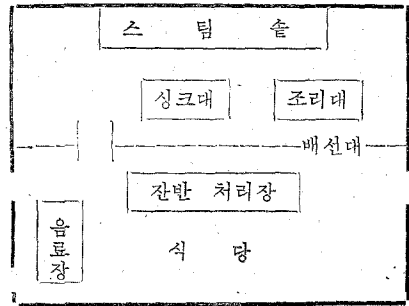 스 팀 솥
싱크대 조리대
배선대
잔반 처리장
음료장
식 당